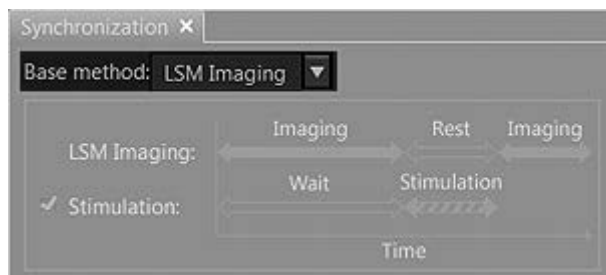 Synchronization ×
Base method: LSM Imaging
Imaging Rest Imaging
LSM Imaging:
Wait Stimulation
Stimulation:
Time